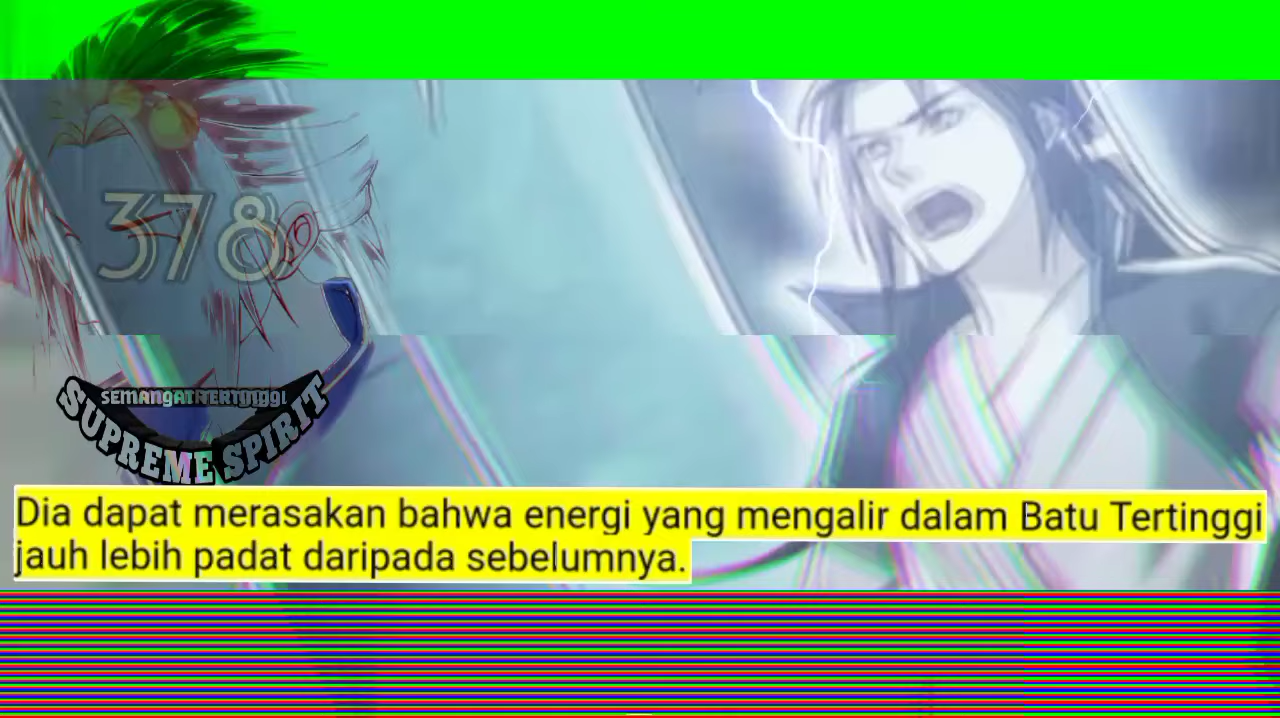 378
SEMANGAT TERTINGGI
SUPREME SPIRIT
Dia dapat merasakan bahwa energi yang mengalir dalam Batu Tertinggi
jauh lebih padat daripada sebelumnya.